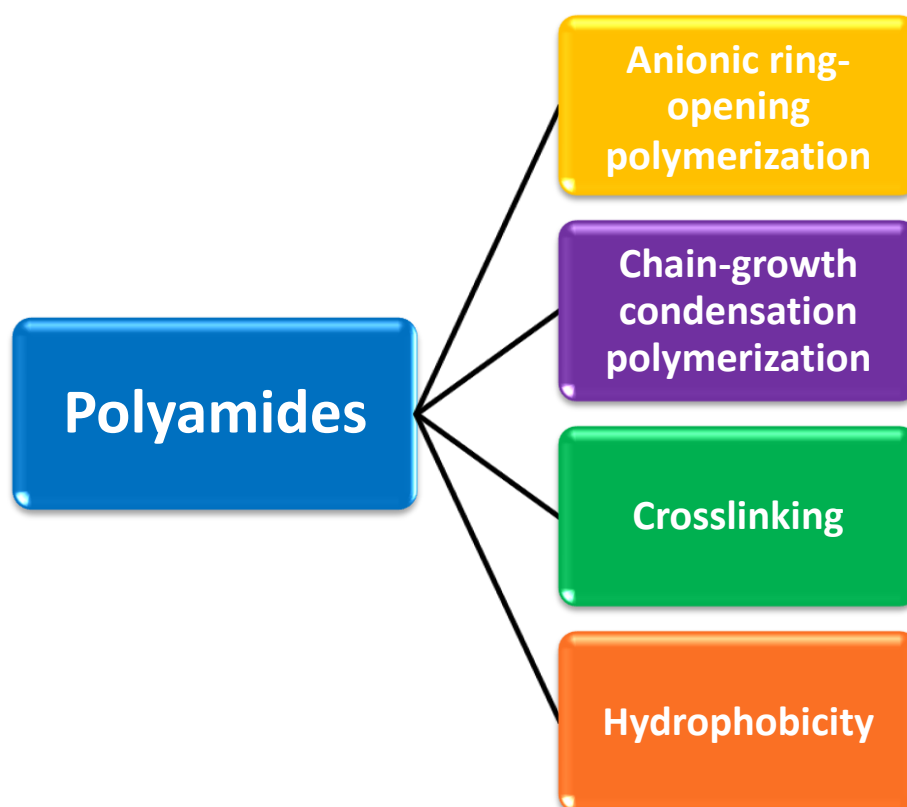 Polyamides
Anionic ring-
opening
polymerization
Chain-growth
condensation
polymerization
Crosslinking
Hydrophobicity